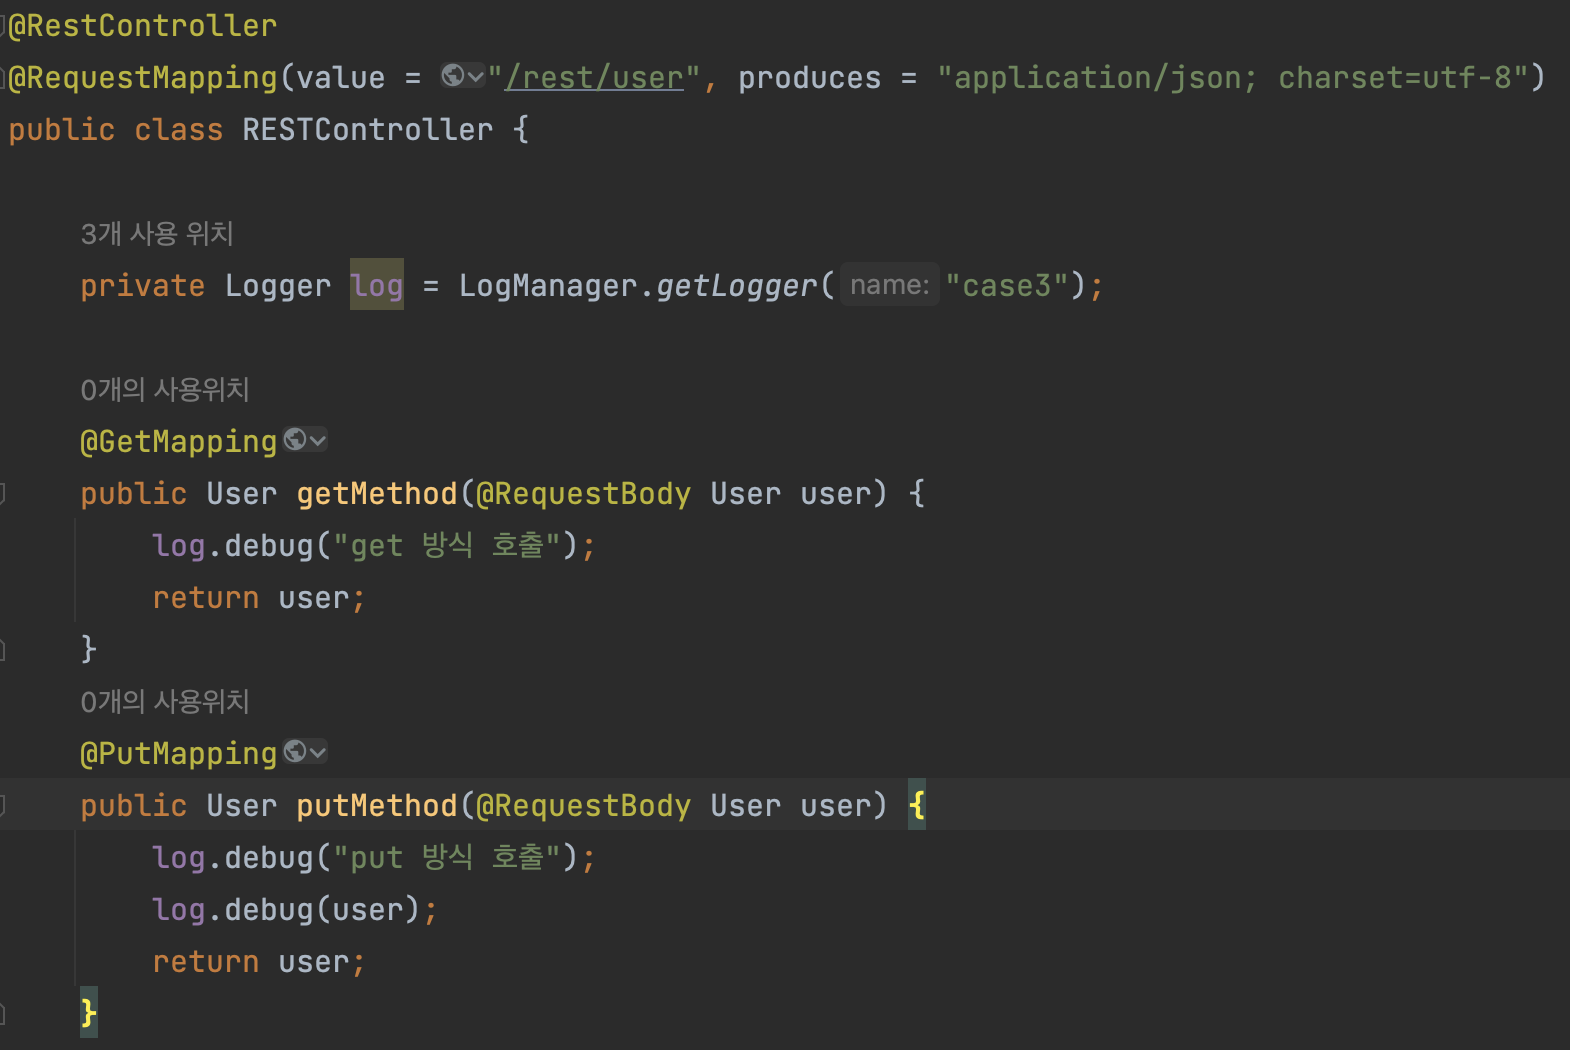 @RestController
@RequestMapping(value = "/rest/user", produces = "application/json; charset=utf-8")
public class RESTController {
3개 사용 위치
private Logger log = LogManager.getLogger( name: "case3");
0개의 사용위치
@GetMapping
public User getMethod(@RequestBody User user) {
log.debug("get 방식 호출");
return user;
}
0개의 사용위치
@PutMapping
public User putMethod(@RequestBody User user) {
log.debug("put 방식 호출");
log.debug(user);
return user;
}